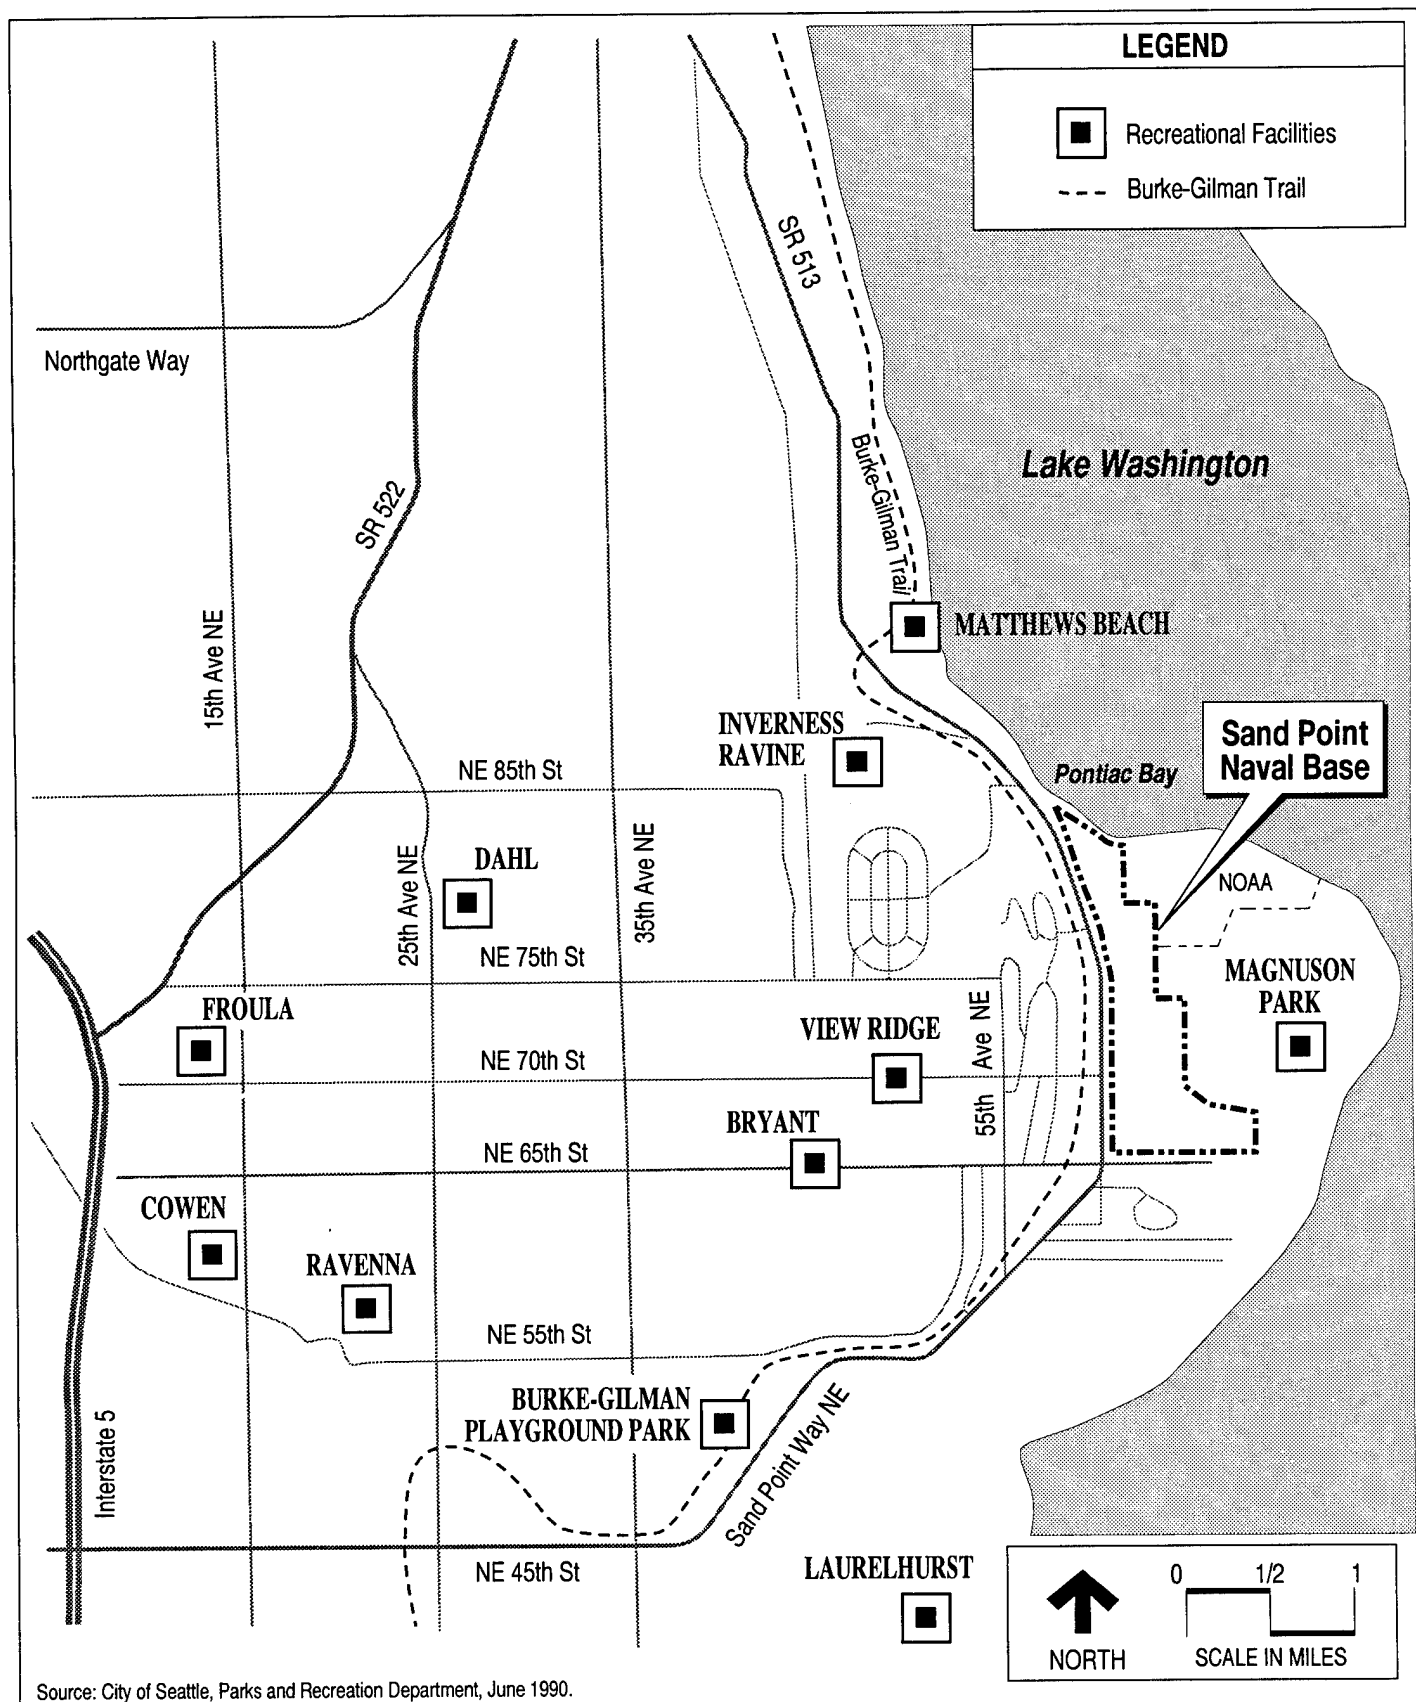 LEGEND
Recreational Facilities
Burke-Gilman Trail
SR 513
Northgate Way
Lake Washington
Burke-Gilman Trail
SR 522
MATTHEWS BEACH
15th Ave NE
INVERNESS
RAVINE
Sand Point
Naval Base
Pontiac Bay
NE 85th St
DAHL
25th Ave NE
35th Ave NE
NOAA
NE 75th St
MAGNUSON
PARK
FROULA
VIEW RIDGE
55th Ave NE
NE 70th St
BRYANT
NE 65th St
COWEN
RAVENNA
NE 55th St
BURKE-GILMAN
PLAYGROUND PARK
Sand Point Way NE
Interstate 5
NE 45th St
LAURELHURST
0 1/2 1
NORTH
SCALE IN MILES
Source: City of Seattle, Parks and Recreation Department, June 1990.